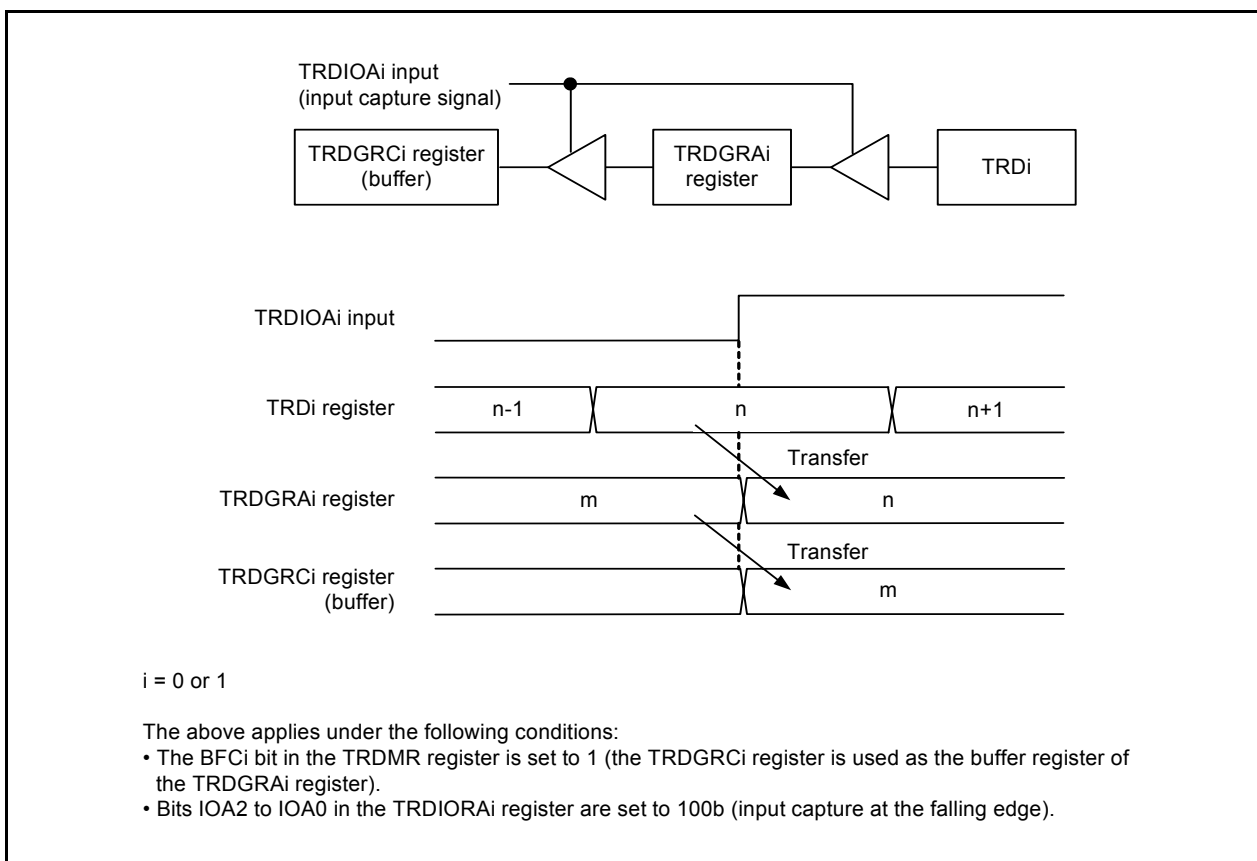 TRDIOAi input
(input capture signal)
TRDGRCi register
(buffer)
TRDGRAi
register
TRDi
TRDIOAi input
TRDi register
n-1
n
n+1
Transfer
TRDGRAi register
m
n
Transfer
TRDGRCi register
(buffer)
m
i = 0 or 1
The above applies under the following conditions:
• The BFCi bit in the TRDMR register is set to 1 (the TRDGRCi register is used as the buffer register of
the TRDGRAi register).
• Bits IOA2 to IOA0 in the TRDIORAi register are set to 100b (input capture at the falling edge).